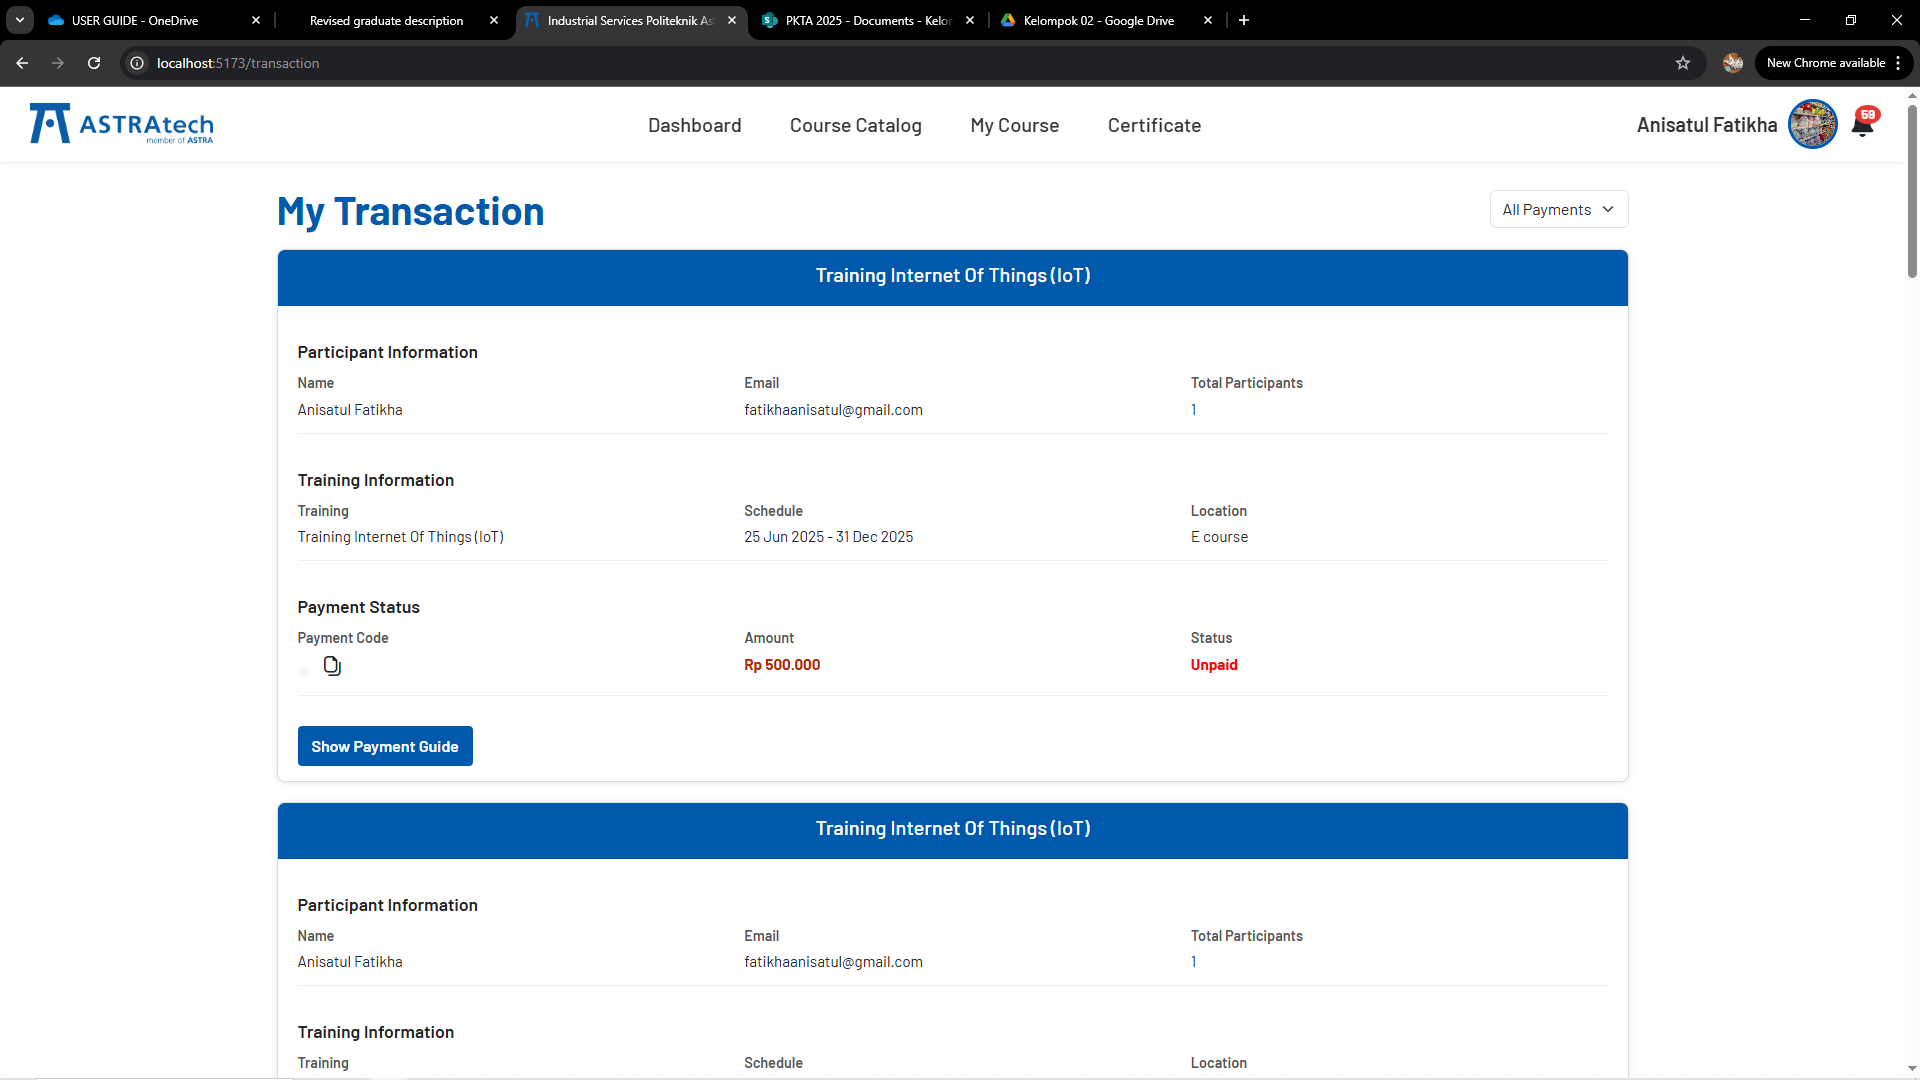 USER GUIDE - OneDrive
Revised graduate description
Industrial Services Politeknik As
PKTA 2025 - Documents - Kelo
Kelompok 02 - Google Drive
localhost:5173/transaction
New Chrome available
ASTRAtech
member of ASTRA
Dashboard
Course Catalog
My Course
Certificate
Anisatul Fatikha
59
My Transaction
All Payments
Training Internet Of Things (IoT)
Participant Information
Name
Email
Total Participants
Anisatul Fatikha
fatikhaanisatul@gmail.com
1
Training Information
Training
Schedule
Location
Training Internet Of Things (IoT)
25 Jun 2025 - 31 Dec 2025
E course
Payment Status
Payment Code
Amount
Status
Rp 500.000
Unpaid
Show Payment Guide
Training Internet Of Things (IoT)
Participant Information
Name
Email
Total Participants
Anisatul Fatikha
fatikhaanisatul@gmail.com
1
Training Information
Training
Schedule
Location